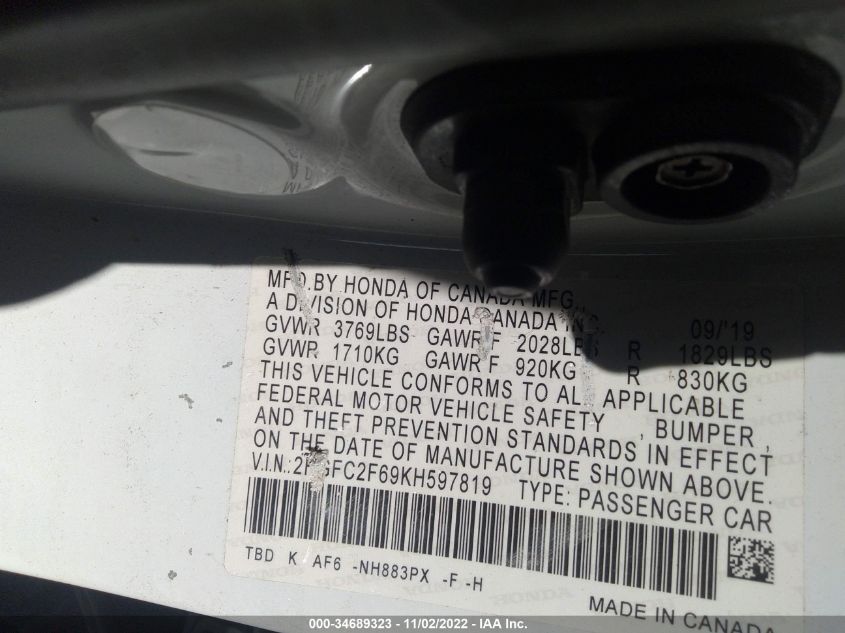 MFD.BY HONDA OF CANADA MFG.,
A DIVISION OF HONDA CANADA INC. 09/'19
GVWR 3769LBS GAWR F 2028LBS R 1829LBS
GVWR 1710KG GAWR F 920KG R 830KG
THIS VEHICLE CONFORMS TO ALL APPLICABLE
FEDERAL MOTOR VEHICLE SAFETY , BUMPER ,
AND THEFT PREVENTION STANDARDS IN EFFECT
ON THE DATE OF MANUFACTURE SHOWN ABOVE.
V.I.N.: TYPE: PASSENGER CAR
TBD K AF6 -NH883PX -F -H
HONDA
MADE IN CANADA
000-34689323 - 11/02/2022 - IAA Inc.